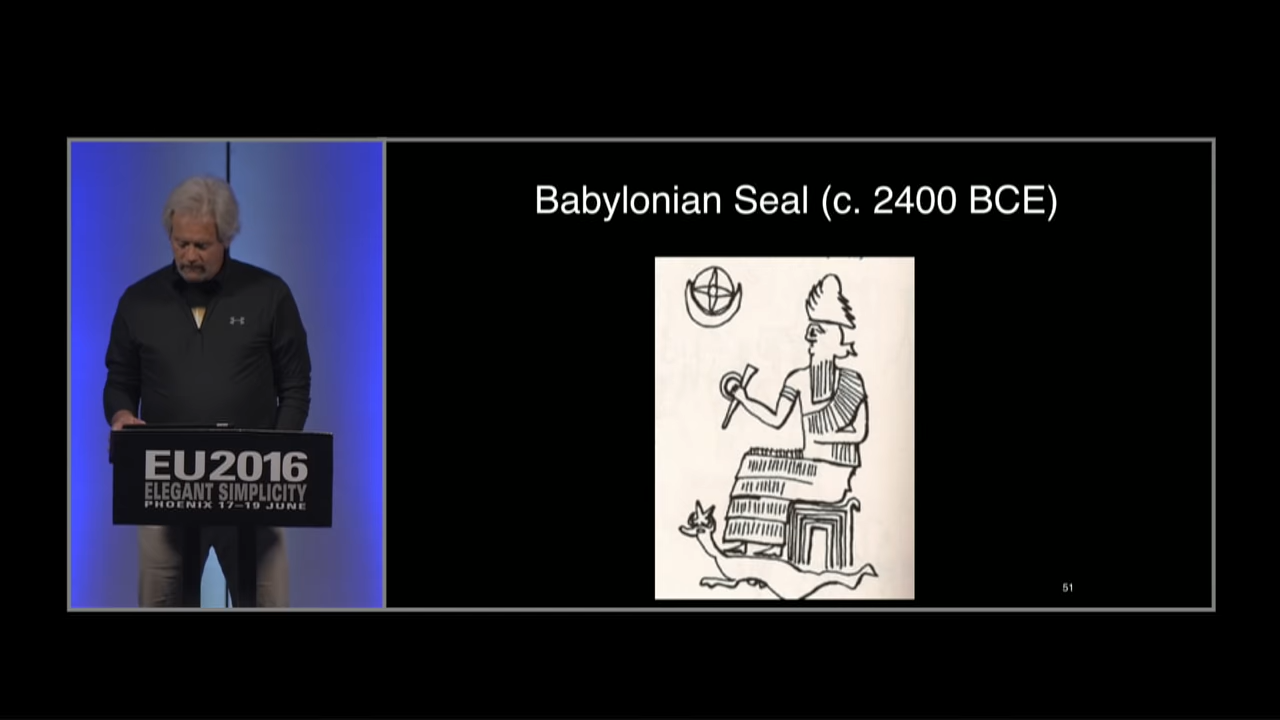 Babylonian Seal (c. 2400 BCE)
EU2016
ELEGANT SIMPLICITY
PHOENIX 17–19 JUNE
51